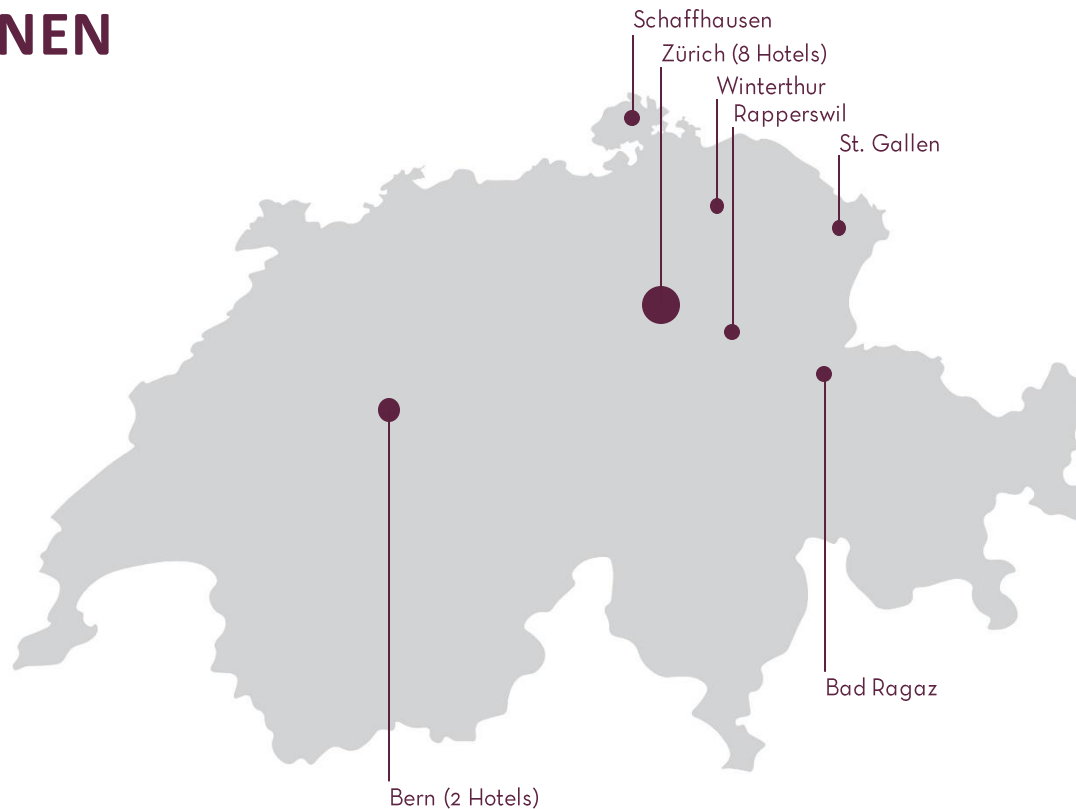 NEN
Schaffhausen
Zürich (8 Hotels)
Winterthur
Rapperswil
St. Gallen
Bad Ragaz
Bern (2 Hotels)